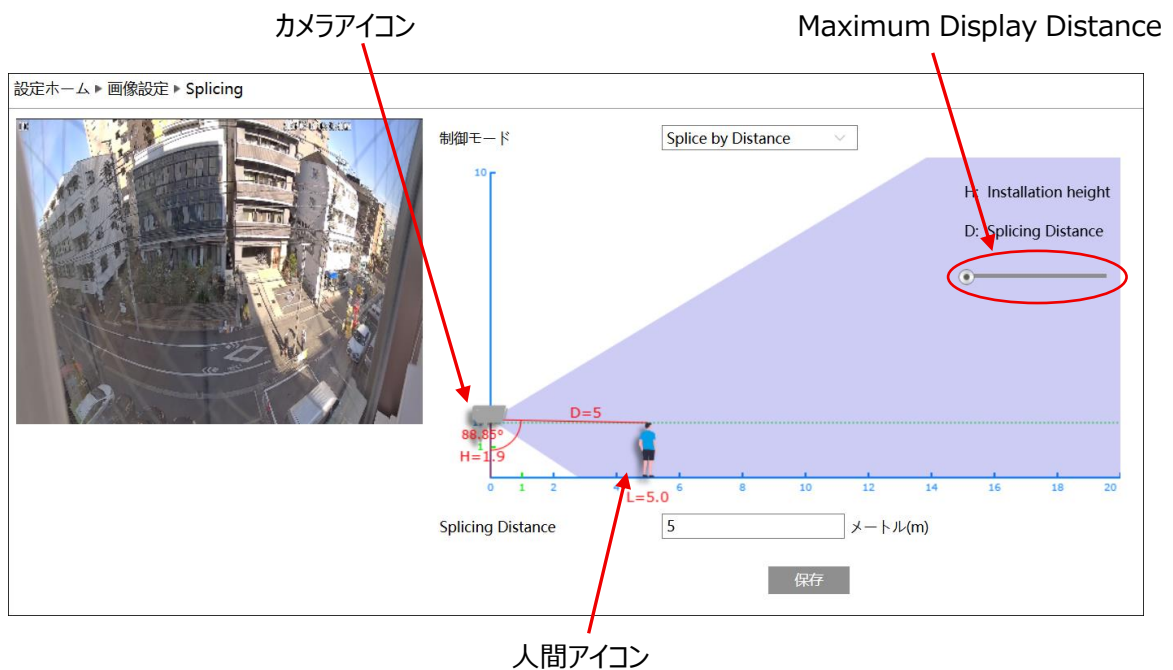 カメラアイコン
Maximum Display Distance
設定ホーム ▶ 画像設定 ▶ Splicing
制御モード
Splice by Distance
10
H: Installation height
D: Splicing Distance
D=5
88.85°
1
H=1.9
0 1 2 4 6 8 10 12 14 16 18 20
L=5.0
Splicing Distance
5
メートル(m)
保存
人間アイコン